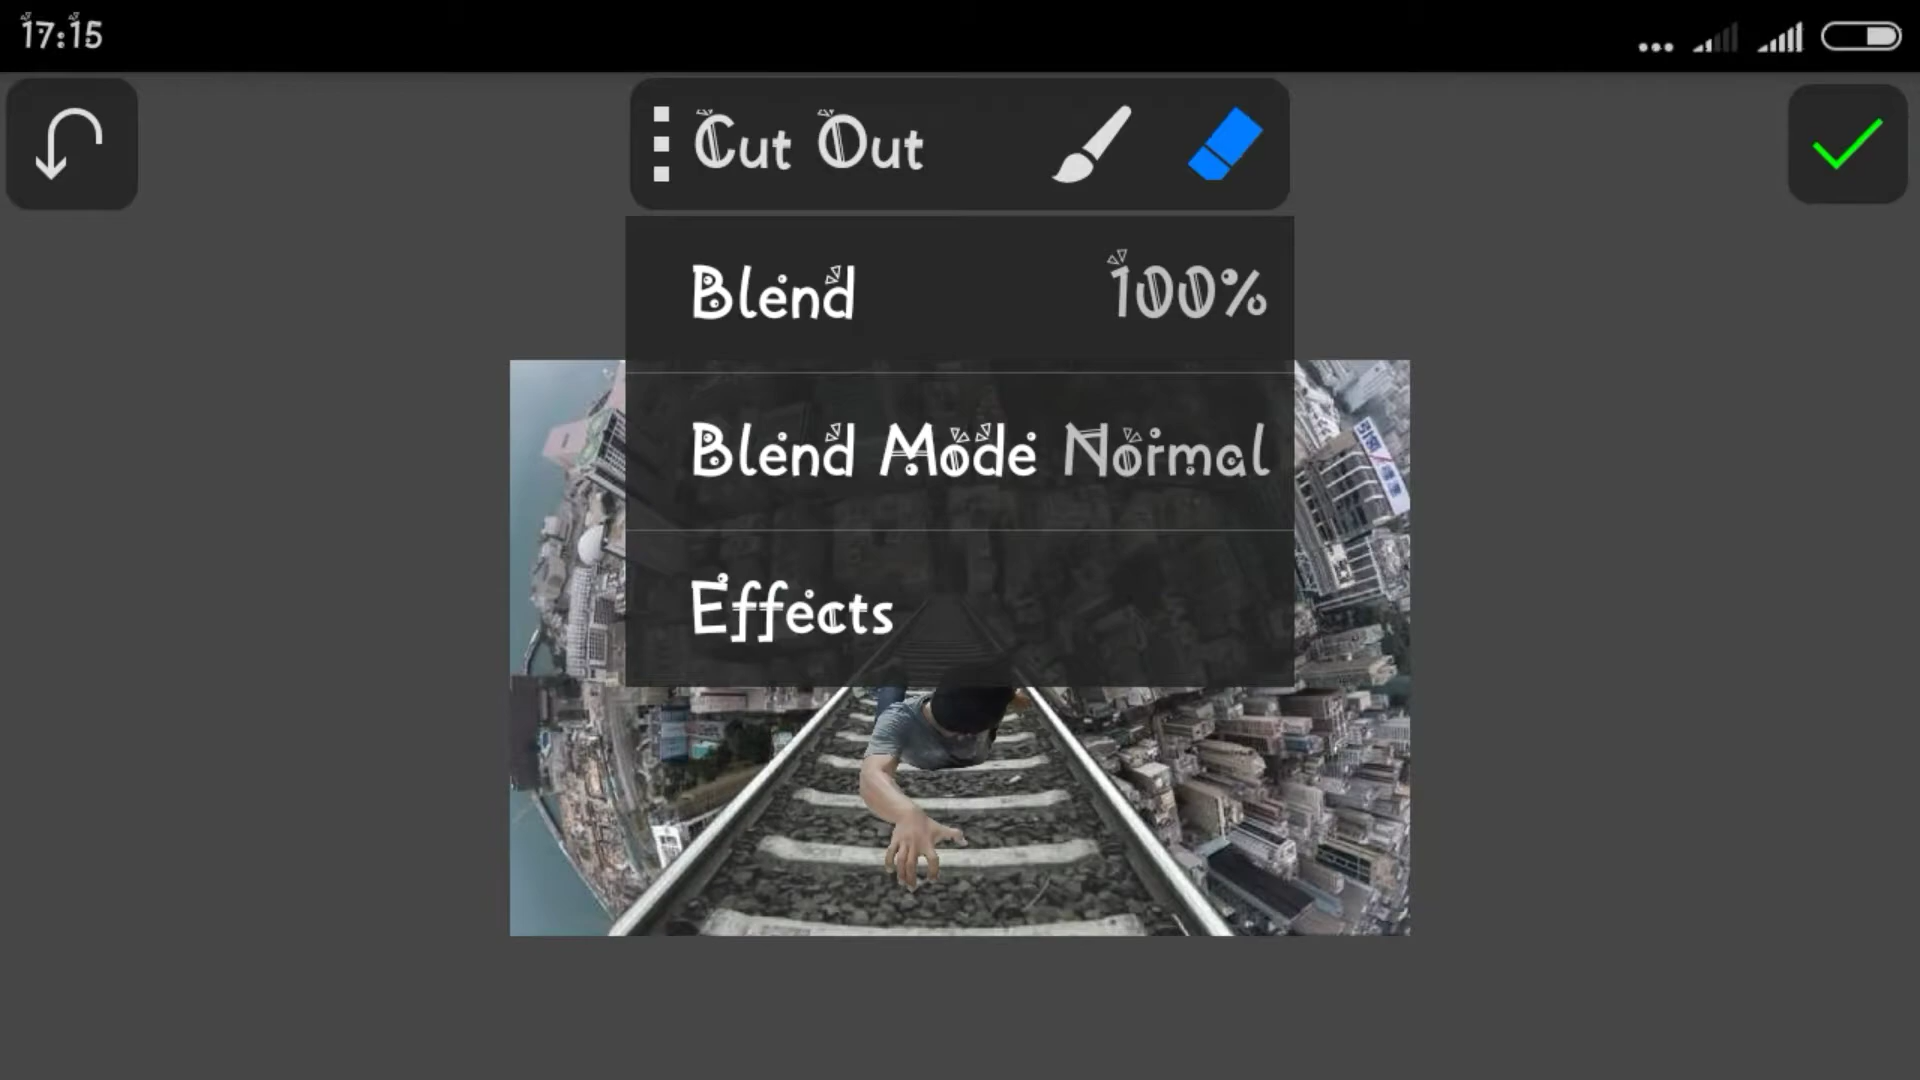 17:15
Cut Out
Blend 100%
Blend Mode Normal
Effects